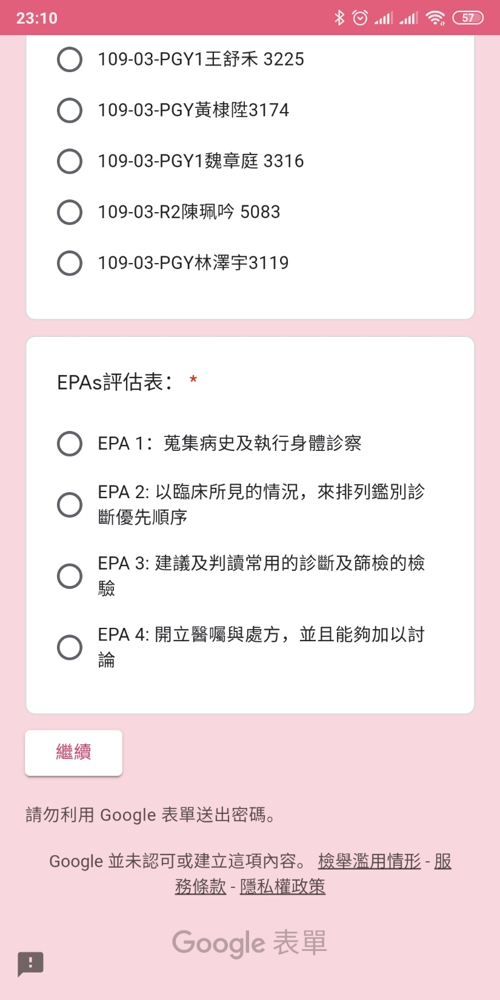 23:10
57
109-03-PGY1王舒禾 3225
109-03-PGY黃棣陞3174
109-03-PGY1魏章庭 3316
109-03-R2陳珮吟 5083
109-03-PGY林澤宇3119
EPAs評估表： *
EPA 1：蒐集病史及執行身體診察
EPA 2: 以臨床所見的情況，來排列鑑別診
斷優先順序
EPA 3: 建議及判讀常用的診斷及篩檢的檢
驗
EPA 4: 開立醫囑與處方，並且能夠加以討
論
繼續
請勿利用 Google 表單送出密碼。
Google 並未認可或建立這項內容。 檢舉濫用情形 - 服
務條款 - 隱私權政策
Google 表單